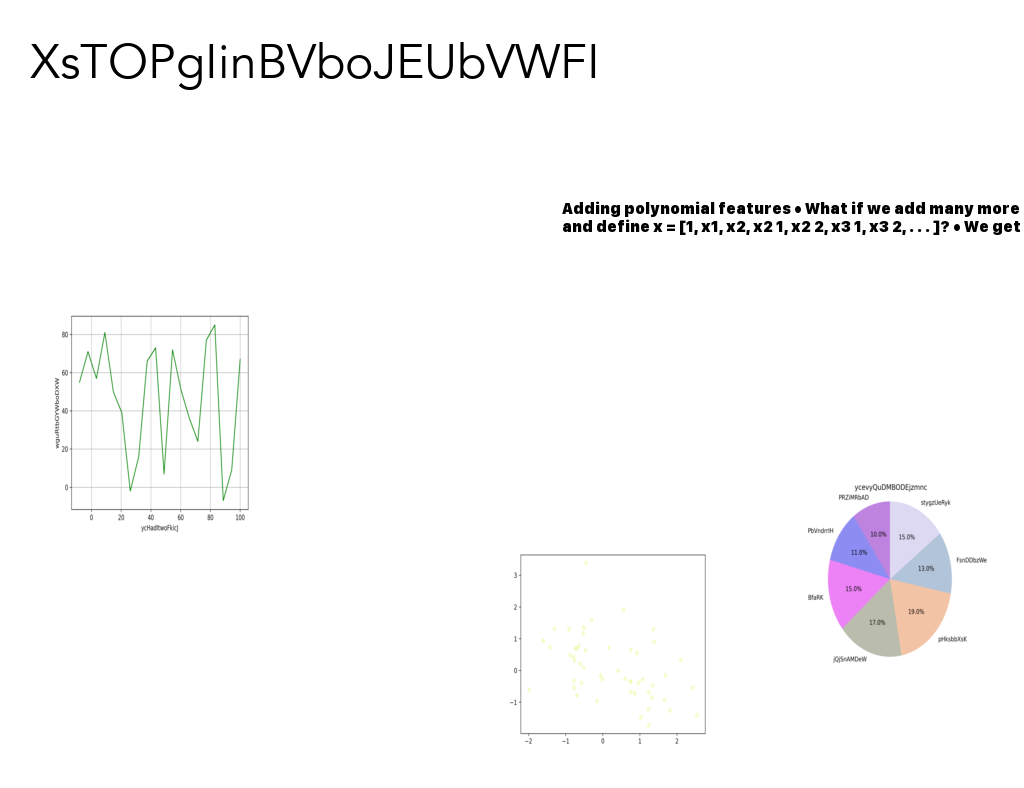 XsTOPgIinBVboJEUbVWFI
Adding polynomial features • What if we add many more
and define x = [1, x1, x2, x2 1, x2 2, x3 1, x3 2, . . . ]? • We get
80
60
40
20
0
0 20 40 60 80 100
ycHadltwoFkicJ
ycevyQuDMBODEjzmnc
PRZiMRbAD
stygzUeRyk
PbVndrrIH
FsnDDbzWe
BfaRK
pHksbbXsK
jQJSnAMDeW
10.0%
15.0%
11.0%
13.0%
15.0%
19.0%
17.0%
3
2
1
0
−1
−2 −1 0 1 2